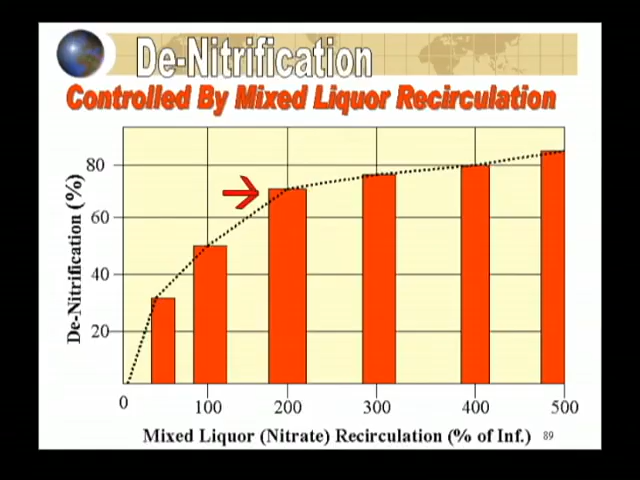 De-Nitrification
Controlled By Mixed Liquor Recirculation
De-Nitrification (%)
80
60
40
20
0
100
200
300
400
500
Mixed Liquor (Nitrate) Recirculation (% of Inf.)
89